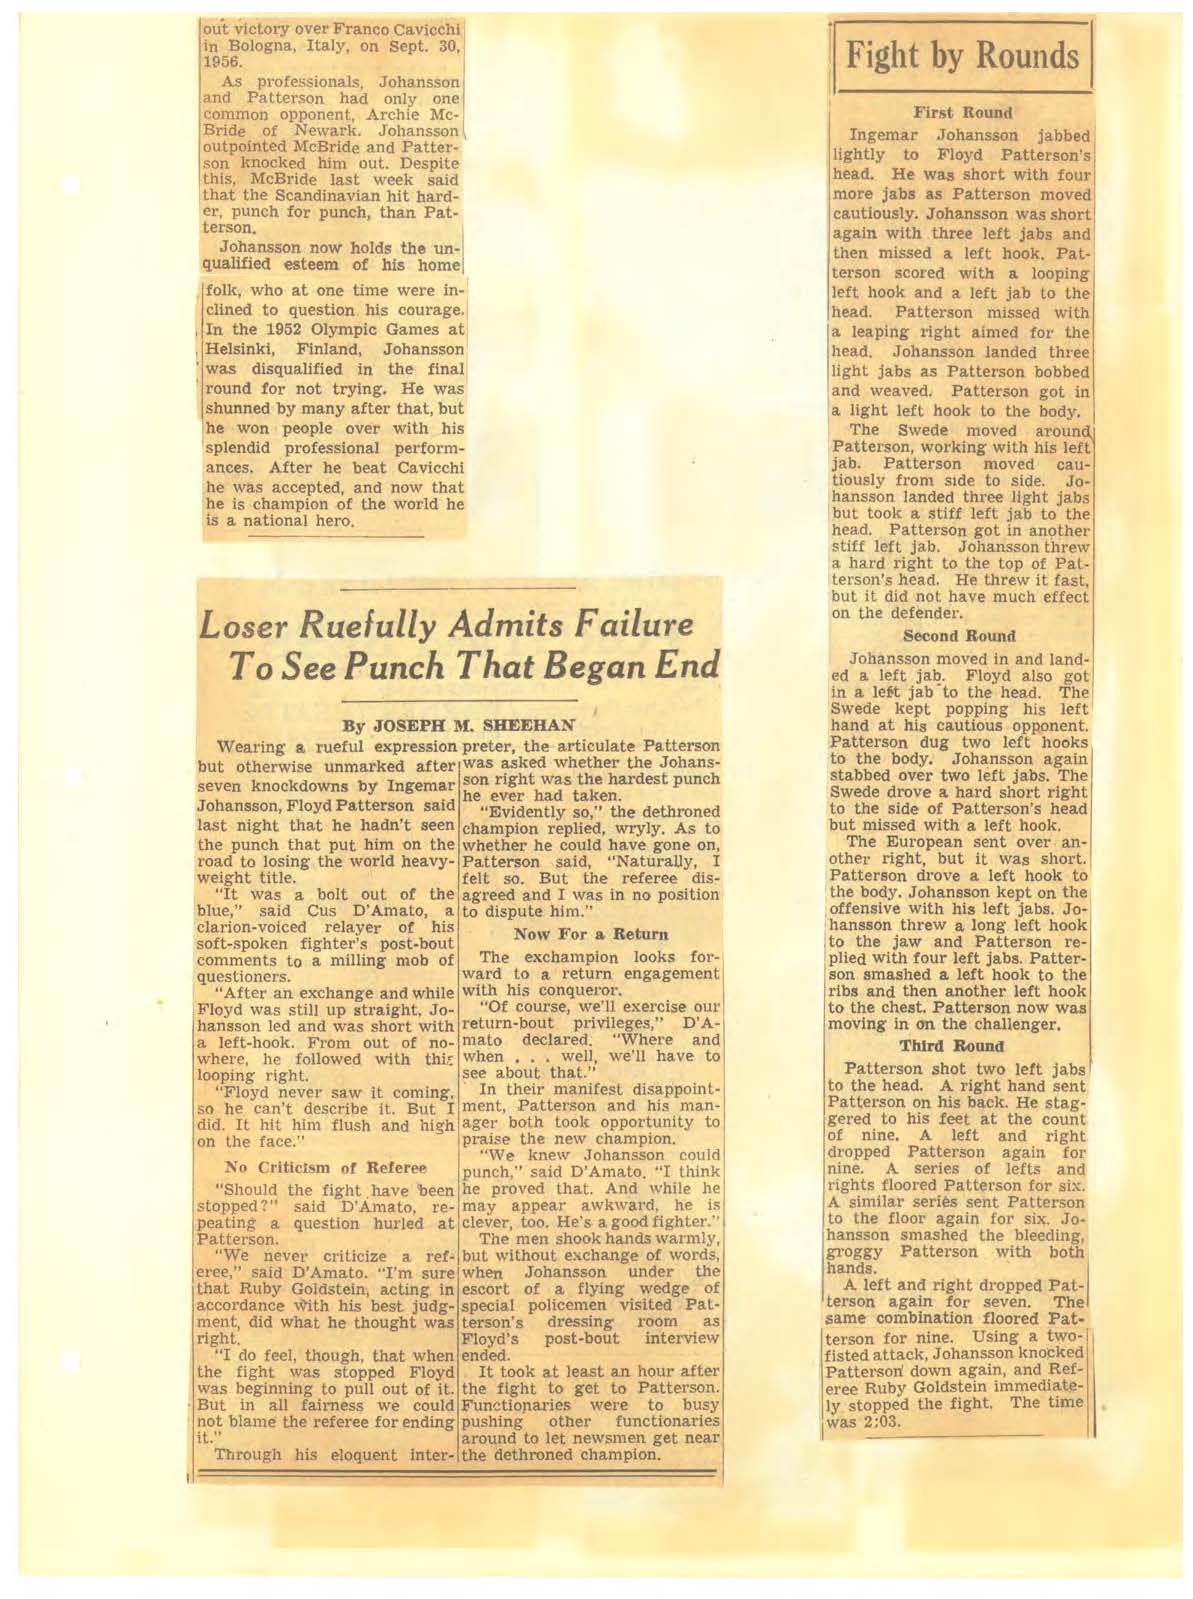 out victory over Franco Cavicchi
in Bologna, Italy, on Sept. 30,
1956.
As professionals, Johansson
and Patterson had only one
common opponent, Archie Mc-
Bride of Newark. Johansson
outpointed McBride and Patter-
son knocked him out. Despite
this, McBride last week said
that the Scandinavian hit hard-
er, punch for punch, than Pat-
terson.
Johansson now holds the un-
qualified esteem of his home
folk, who at one time were in-
clined to question his courage.
In the 1952 Olympic Games at
Helsinki, Finland, Johansson
was disqualified in the final
round for not trying. He was
shunned by many after that, but
he won people over with his
splendid professional perform-
ances. After he beat Cavicchi
he was accepted, and now that
he is champion of the world he
is a national hero.
Loser Ruefully Admits Failure
To See Punch That Began End
By JOSEPH M. SHEEHAN
Wearing a rueful expression
but otherwise unmarked after
seven knockdowns by Ingemar
Johansson, Floyd Patterson said
last night that he hadn't seen
the punch that put him on the
road to losing the world heavy-
weight title.
"It was a bolt out of the
blue," said Cus D'Amato, a
clarion-voiced relayer of his
soft-spoken fighter's post-bout
comments to a milling mob of
questioners.
"After an exchange and while
Floyd was still up straight, Jo-
hansson led and was short with
a left-hook. From out of no-
where, he followed with this
looping right.
"Floyd never saw it coming,
so he can't describe it. But I
did. It hit him flush and high
on the face."
No Criticism of Referee
"Should the fight have been
stopped?" said D'Amato, re-
peating a question hurled at
Patterson.
"We never criticize a ref-
eree," said D'Amato. "I'm sure
that Ruby Goldstein, acting in
accordance with his best judg-
ment, did what he thought was
right.
"I do feel, though, that when
the fight was stopped Floyd
was beginning to pull out of it.
But in all fairness we could
not blame the referee for ending
it."
Through his eloquent inter-
preter, the articulate Patterson
was asked whether the Johans-
son right was the hardest punch
he ever had taken.
"Evidently so," the dethroned
champion replied, wryly. As to
whether he could have gone on,
Patterson said, "Naturally, I
felt so. But the referee dis-
agreed and I was in no position
to dispute him."
Now For a Return
The exchampion looks for-
ward to a return engagement
with his conqueror.
"Of course, we'll exercise our
return-bout privileges," D'A-
mato declared. "Where and
when . . . well, we'll have to
see about that."
In their manifest disappoint-
ment, Patterson and his man-
ager both took opportunity to
praise the new champion.
"We knew Johansson could
punch," said D'Amato. "I think
he proved that. And while he
may appear awkward, he is
clever, too. He's a good fighter."
The men shook hands warmly,
but without exchange of words,
when Johansson under the
escort of a flying wedge of
special policemen visited Pat-
terson's dressing room as
Floyd's post-bout interview
ended.
It took at least an hour after
the fight to get to Patterson.
Functionaries were to busy
pushing other functionaries
around to let newsmen get near
the dethroned champion.
Fight by Rounds
First Round
Ingemar Johansson jabbed
lightly to Floyd Patterson's
head. He was short with four
more jabs as Patterson moved
cautiously. Johansson was short
again with three left jabs and
then missed a left hook. Pat-
terson scored with a looping
left hook and a left jab to the
head. Patterson missed with
a leaping right aimed for the
head. Johansson landed three
light jabs as Patterson bobbed
and weaved. Patterson got in
a light left hook to the body.
The Swede moved around
Patterson, working with his left
jab. Patterson moved cau-
tiously from side to side. Jo-
hansson landed three light jabs
but took a stiff left jab to the
head. Patterson got in another
stiff left jab. Johansson threw
a hard right to the top of Pat-
terson's head. He threw it fast,
but it did not have much effect
on the defender.
Second Round
Johansson moved in and land-
ed a left jab. Floyd also got
in a left jab to the head. The
Swede kept popping his left
hand at his cautious opponent.
Patterson dug two left hooks
to the body. Johansson again
stabbed over two left jabs. The
Swede drove a hard short right
to the side of Patterson's head
but missed with a left hook.
The European sent over an-
other right, but it was short.
Patterson drove a left hook to
the body. Johansson kept on the
offensive with his left jabs. Jo-
hansson threw a long left hook
to the jaw and Patterson re-
plied with four left jabs. Patter-
son smashed a left hook to the
ribs and then another left hook
to the chest. Patterson now was
moving in on the challenger.
Third Round
Patterson shot two left jabs
to the head. A right hand sent
Patterson on his back. He stag-
gered to his feet at the count
of nine. A left and right
dropped Patterson again for
nine. A series of lefts and
rights floored Patterson for six.
A similar series sent Patterson
to the floor again for six. Jo-
hansson smashed the bleeding,
groggy Patterson with both
hands.
A left and right dropped Pat-
terson again for seven. The
same combination floored Pat-
terson for nine. Using a two-
fisted attack, Johansson knocked
Patterson down again, and Ref-
eree Ruby Goldstein immediate-
ly stopped the fight. The time
was 2:03.